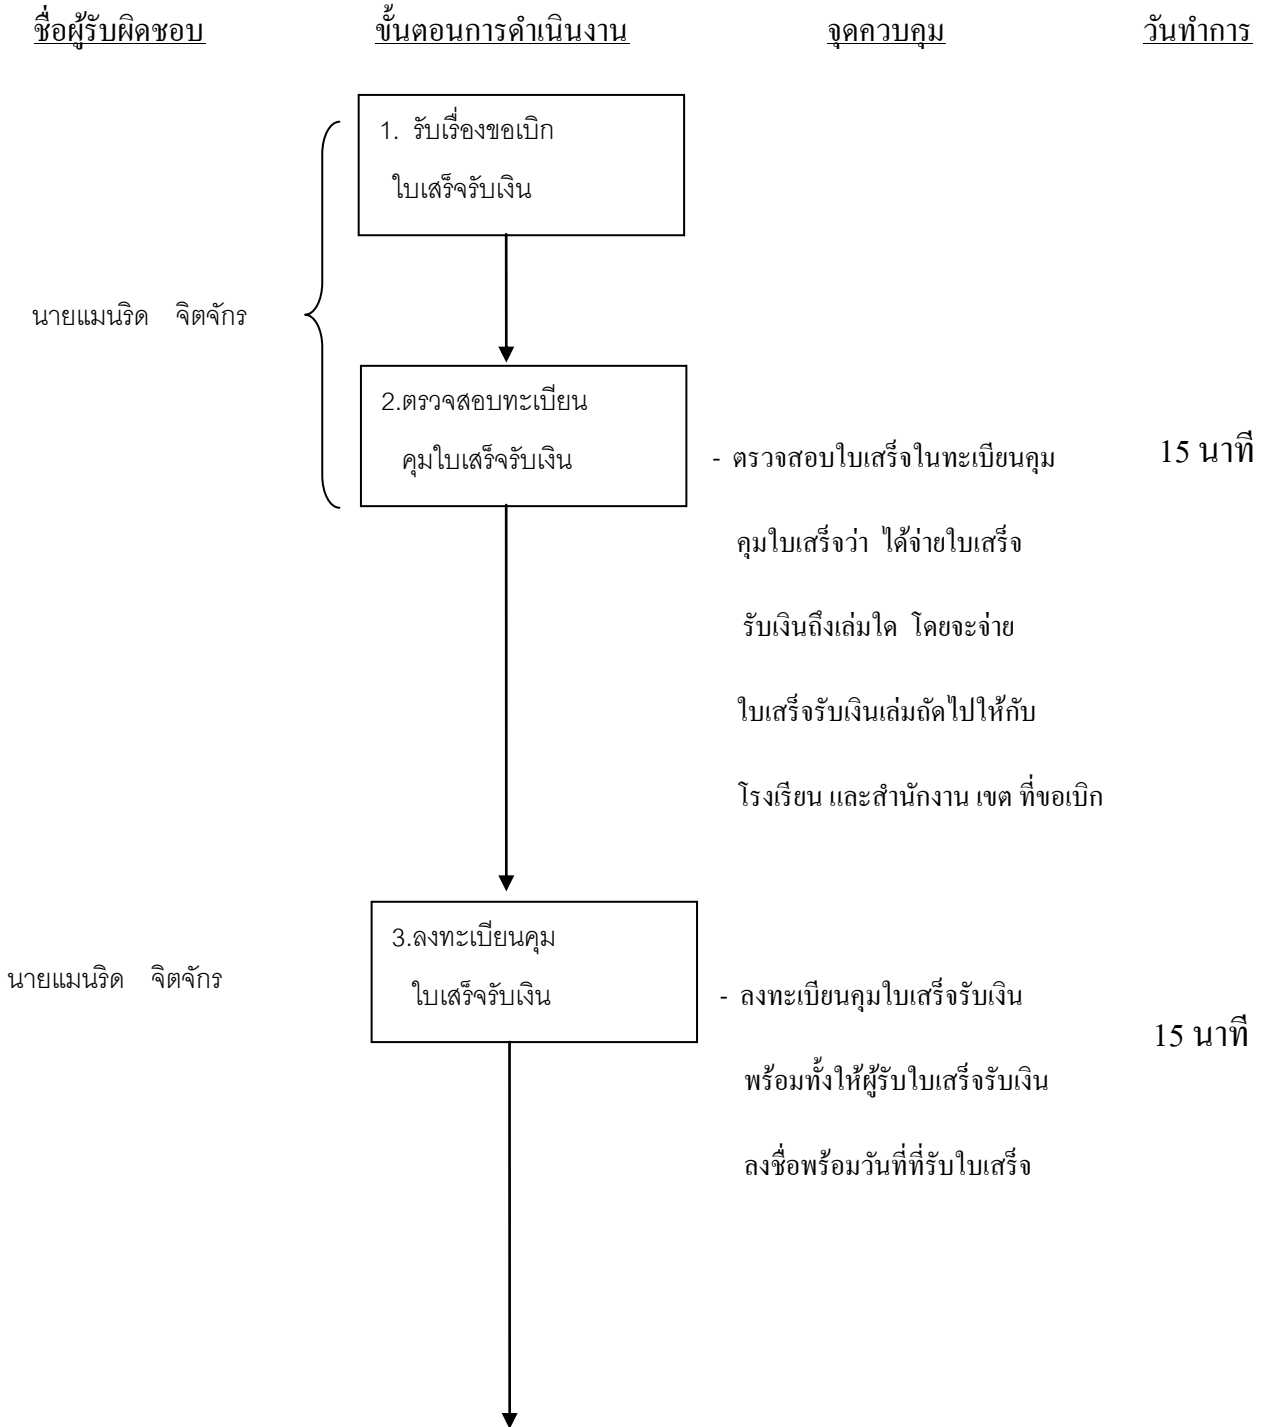 ชื่อผู้รับผิดชอบ ขั้นตอนการดำเนินงาน จุดควบคุม วันทำการ
1. รับเรื่องขอเบิก
ใบเสร็จรับเงิน
นายแมนริด จิตจักร
2.ตรวจสอบทะเบียน
คุมใบเสร็จรับเงิน
- ตรวจสอบใบเสร็จในทะเบียนคุม
คุมใบเสร็จว่า ได้จ่ายใบเสร็จ
รับเงินถึงเล่มใด โดยจะจ่าย
ใบเสร็จรับเงินเล่มถัดไปให้กับ
โรงเรียน และสำนักงาน เขต ที่ขอเบิก
15 นาที
นายแมนริด จิตจักร
3.ลงทะเบียนคุม
ใบเสร็จรับเงิน
- ลงทะเบียนคุมใบเสร็จรับเงิน
พร้อมทั้งให้ผู้รับใบเสร็จรับเงิน
ลงชื่อพร้อมวันที่ที่รับใบเสร็จ
15 นาที